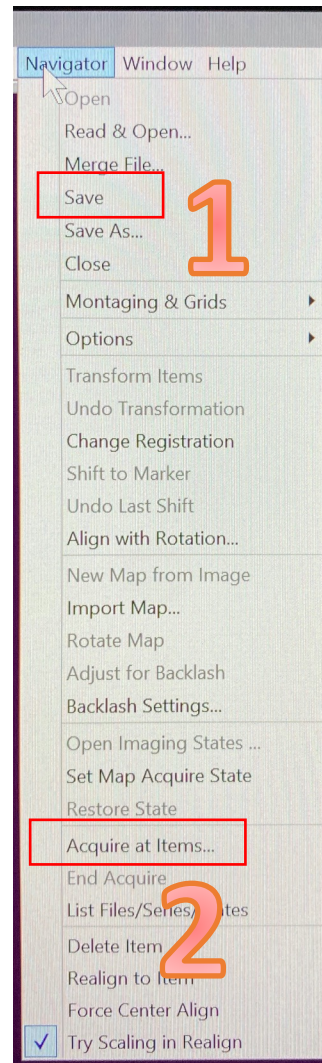 Navigator Window Help
Open
Read & Open...
Merge File...
Save
1
Save As...
Close
Montaging & Grids
Options
Transform Items
Undo Transformation
Change Registration
Shift to Marker
Undo Last Shift
Align with Rotation...
New Map from Image
Import Map...
Rotate Map
Adjust for Backlash
Backlash Settings...
Open Imaging States ...
Set Map Acquire State
Restore State
Acquire at Items...
End Acquire
List Files/Series/
2
Delete Item
Realign to Item
Force Center Align
Try Scaling in Realign